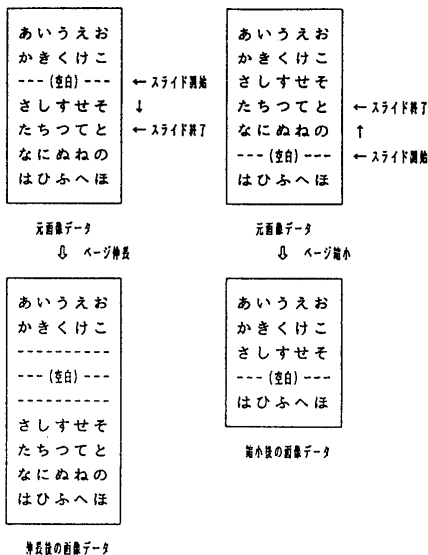 あいうえお
かきくけこ
---(空白)--- ←スライド開始
さしすせそ ↓
たちつてと ←スライド終了
なにぬねの
はひふへほ
元画像データ
⇩ ページ伸長
あいうえお
かきくけこ
----------
---(空白)---
----------
さしすせそ
たちつてと
なにぬねの
はひふへほ
伸長後の画像データ
あいうえお
かきくけこ
さしすせそ
たちつてと ←スライド終了
なにぬねの ↑
---(空白)--- ←スライド開始
はひふへほ
元画像データ
⇩ ページ縮小
あいうえお
かきくけこ
さしすせそ
---(空白)---
はひふへほ
縮小後の画像データ